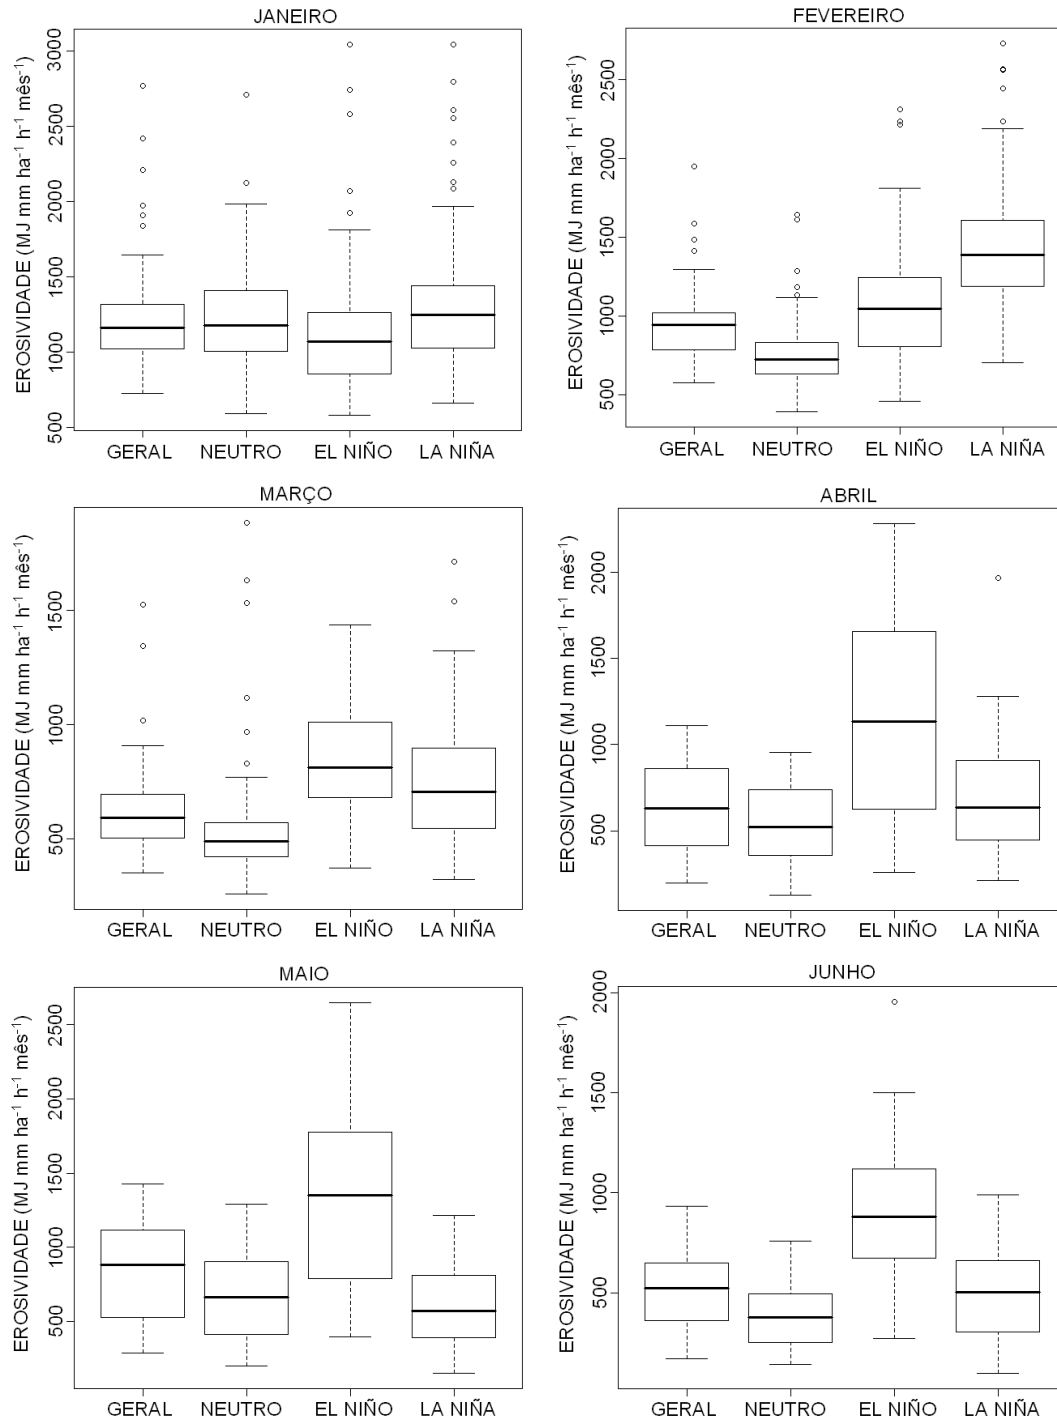 JANEIRO
EROSIVIDADE (MJ mm ha⁻¹ h⁻¹ mês⁻¹)
3000
2500
2000
1500
1000
500
GERAL NEUTRO EL NIÑO LA NIÑA
FEVEREIRO
EROSIVIDADE (MJ mm ha⁻¹ h⁻¹ mês⁻¹)
2500
2000
1500
1000
500
GERAL NEUTRO EL NIÑO LA NIÑA
MARÇO
EROSIVIDADE (MJ mm ha⁻¹ h⁻¹ mês⁻¹)
1500
1000
500
GERAL NEUTRO EL NIÑO LA NIÑA
ABRIL
EROSIVIDADE (MJ mm ha⁻¹ h⁻¹ mês⁻¹)
2000
1500
1000
500
GERAL NEUTRO EL NIÑO LA NIÑA
MAIO
EROSIVIDADE (MJ mm ha⁻¹ h⁻¹ mês⁻¹)
2500
2000
1500
1000
500
GERAL NEUTRO EL NIÑO LA NIÑA
JUNHO
EROSIVIDADE (MJ mm ha⁻¹ h⁻¹ mês⁻¹)
2000
1500
1000
500
GERAL NEUTRO EL NIÑO LA NIÑA